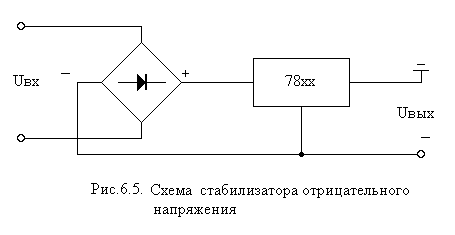 Uвх
–
+
78xx
–
Uвых
–
Рис.6.5. Схема стабилизатора отрицательного
напряжения